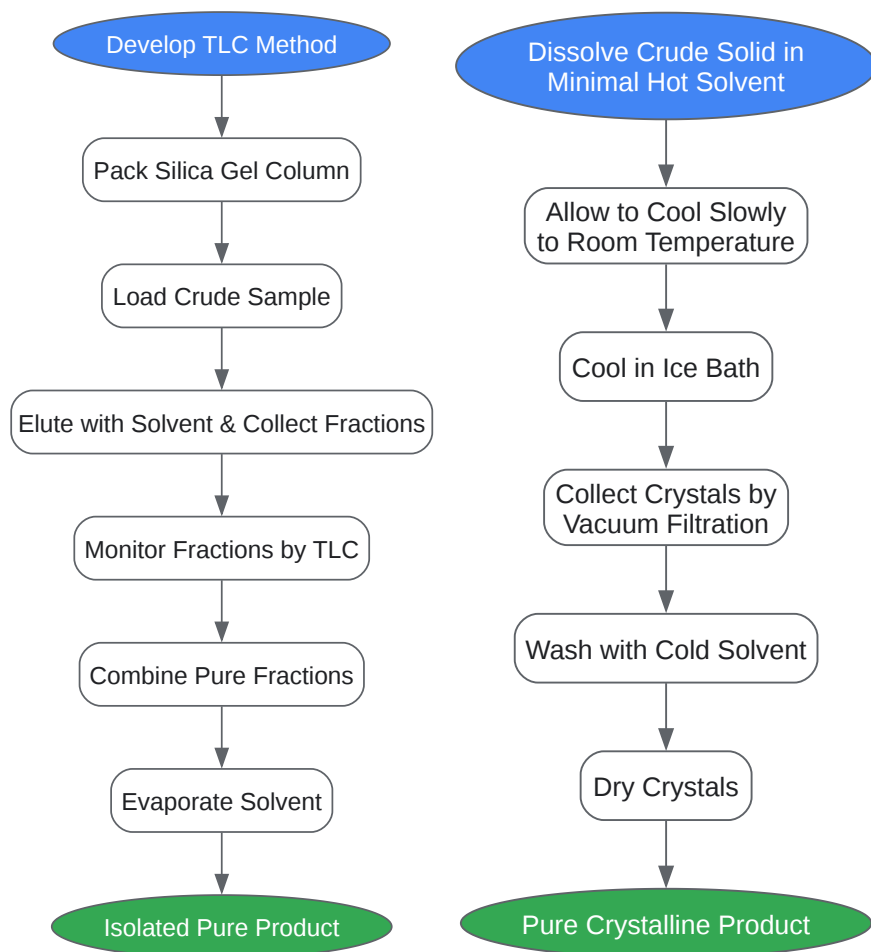 Develop TLC Method
Pack Silica Gel Column
Load Crude Sample
Elute with Solvent & Collect Fractions
Monitor Fractions by TLC
Combine Pure Fractions
Evaporate Solvent
Isolated Pure Product
Dissolve Crude Solid in
Minimal Hot Solvent
Allow to Cool Slowly
to Room Temperature
Cool in Ice Bath
Collect Crystals by
Vacuum Filtration
Wash with Cold Solvent
Dry Crystals
Pure Crystalline Product